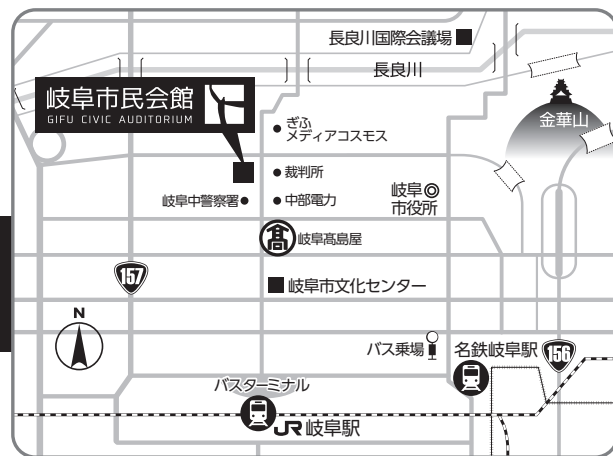 長良川国際会議場
長良川
岐阜市民会館
GIFU CIVIC AUDITORIUM
金華山
ぎふ
メディアコスモス
裁判所
岐阜中警察署
中部電力
岐阜
市役所
髙
岐阜髙島屋
157
岐阜市文化センター
N
バス乗場
名鉄岐阜駅
156
バスターミナル
JR岐阜駅